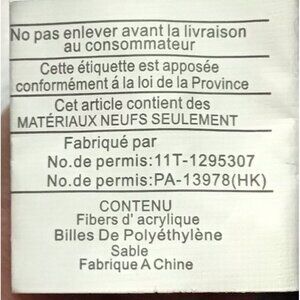 No pas enlever avant la livraison
au consommateur
Cette étiquette est apposée
conformément á la loi de la Province
Cet article contient des
MATÉRIAUX NEUFS SEULEMENT
Fabriqué par
No.de permis:11T-1295307
No.de permis:PA-13978(HK)
CONTENU
Fibers d' acrylique
Billes De Polyéthylène
Sable
Fabrique A Chine